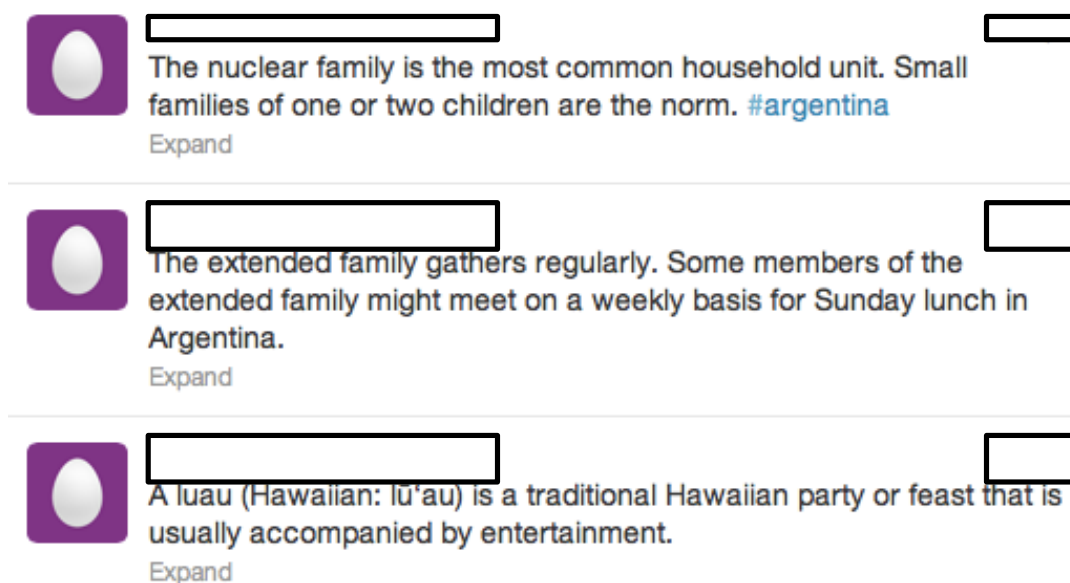 The nuclear family is the most common household unit. Small
families of one or two children are the norm. #argentina
Expand
The extended family gathers regularly. Some members of the
extended family might meet on a weekly basis for Sunday lunch in
Argentina.
Expand
A luau (Hawaiian: lū‘au) is a traditional Hawaiian party or feast that is
usually accompanied by entertainment.
Expand